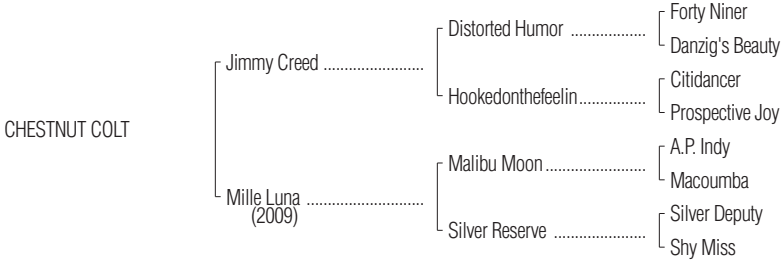 Forty Niner
Distorted Humor ..................
Danzig's Beauty
Jimmy Creed .......................
Citidancer
Hookedonthefeelin................
Prospective Joy
CHESTNUT COLT
A.P. Indy
Malibu Moon .......................
Macoumba
Mille Luna ..........................
(2009)
Silver Deputy
Silver Reserve .....................
Shy Miss